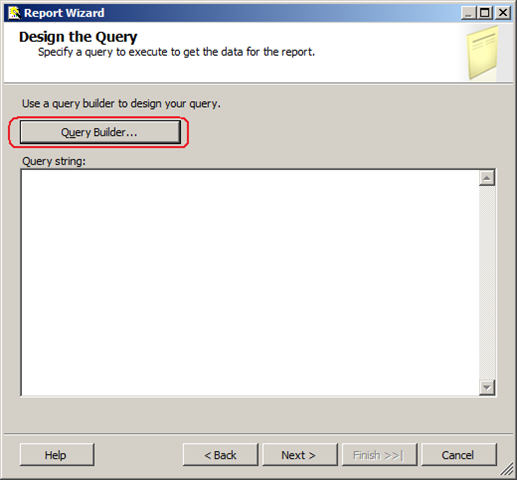 Report Wizard
Design the Query
Specify a query to execute to get the data for the report.
Use a query builder to design your query.
Query Builder...
Query string:
Help
< Back
Next >
Finish >>|
Cancel